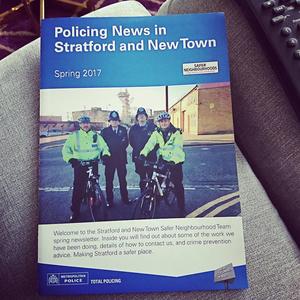 Policing News in
Stratford and New Town
Spring 2017
SAFER
NEIGHBOURHOODS
Welcome to the Stratford and New Town Safer Neighbourhood Team
spring newsletter. Inside you will find out about some of the work we
have been doing, details of how to contact us, and crime prevention
advice. Making Stratford a safer place.
METROPOLITAN
POLICE
TOTAL POLICING